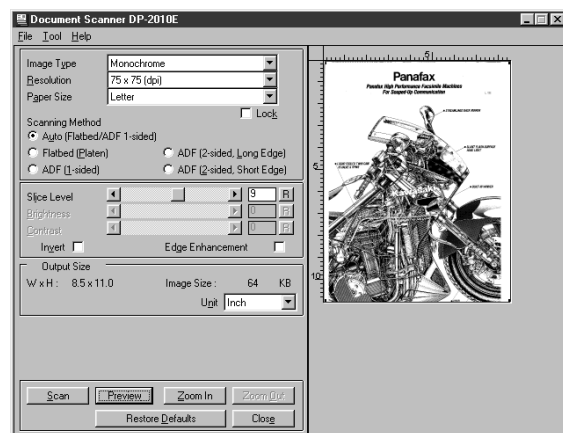 Document Scanner DP-2010E
File Tool Help
Image Type Monochrome
Resolution 75 x 75 (dpi)
Paper Size Letter
Lock
Scanning Method
Auto (Flatbed/ADF 1-sided)
Flatbed (Platen) ADF (2-sided, Long Edge)
ADF (1-sided) ADF (2-sided, Short Edge)
Slice Level 9 R
Brightness 0 R
Contrast 0 R
Invert Edge Enhancement
Output Size
W x H : 8.5 x 11.0 Image Size : 64 KB
Unit Inch
Scan Preview Zoom In Zoom Out
Restore Defaults Close
5
5
10
Panafax
Panafax High Performance Facsimile Machines
For Suped-Up Communication